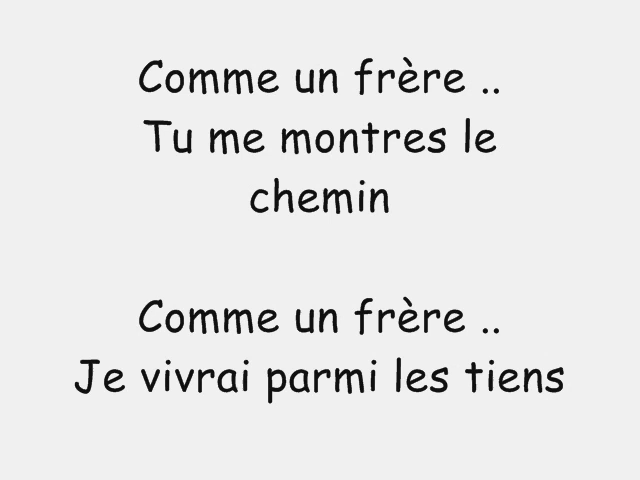 Comme un frère ..
Tu me montres le
chemin
Comme un frère ..
Je vivrai parmi les tiens